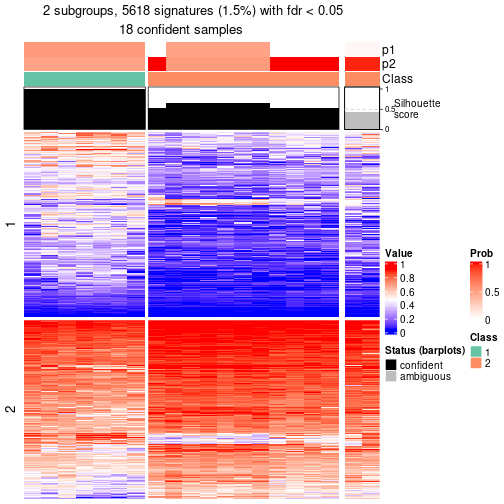 2 subgroups, 5618 signatures (1.5%) with fdr < 0.05
18 confident samples
p1
p2
Class
1
0.5
0
Silhouette
score
1
2
Value
1
0.8
0.6
0.4
0.2
0
Prob
1
0.5
0
Status (barplots)
confident
ambiguous
Class
1
2